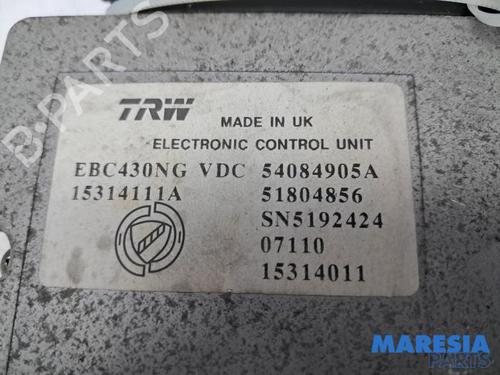 B-PARTS
TRW
MADE IN UK
ELECTRONIC CONTROL UNIT
EBC430NG VDC 54084905A
15314111A 51804856
SN5192424
07110
15314011
MARESIA
PARTS